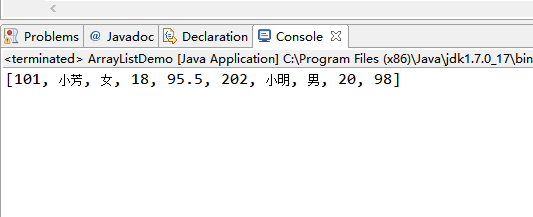 Problems @ Javadoc Declaration Console
<terminated> ArrayListDemo [Java Application] C:\Program Files (x86)\Java\jdk1.7.0_17\bin
[101, 小芳, 女, 18, 95.5, 202, 小明, 男, 20, 98]